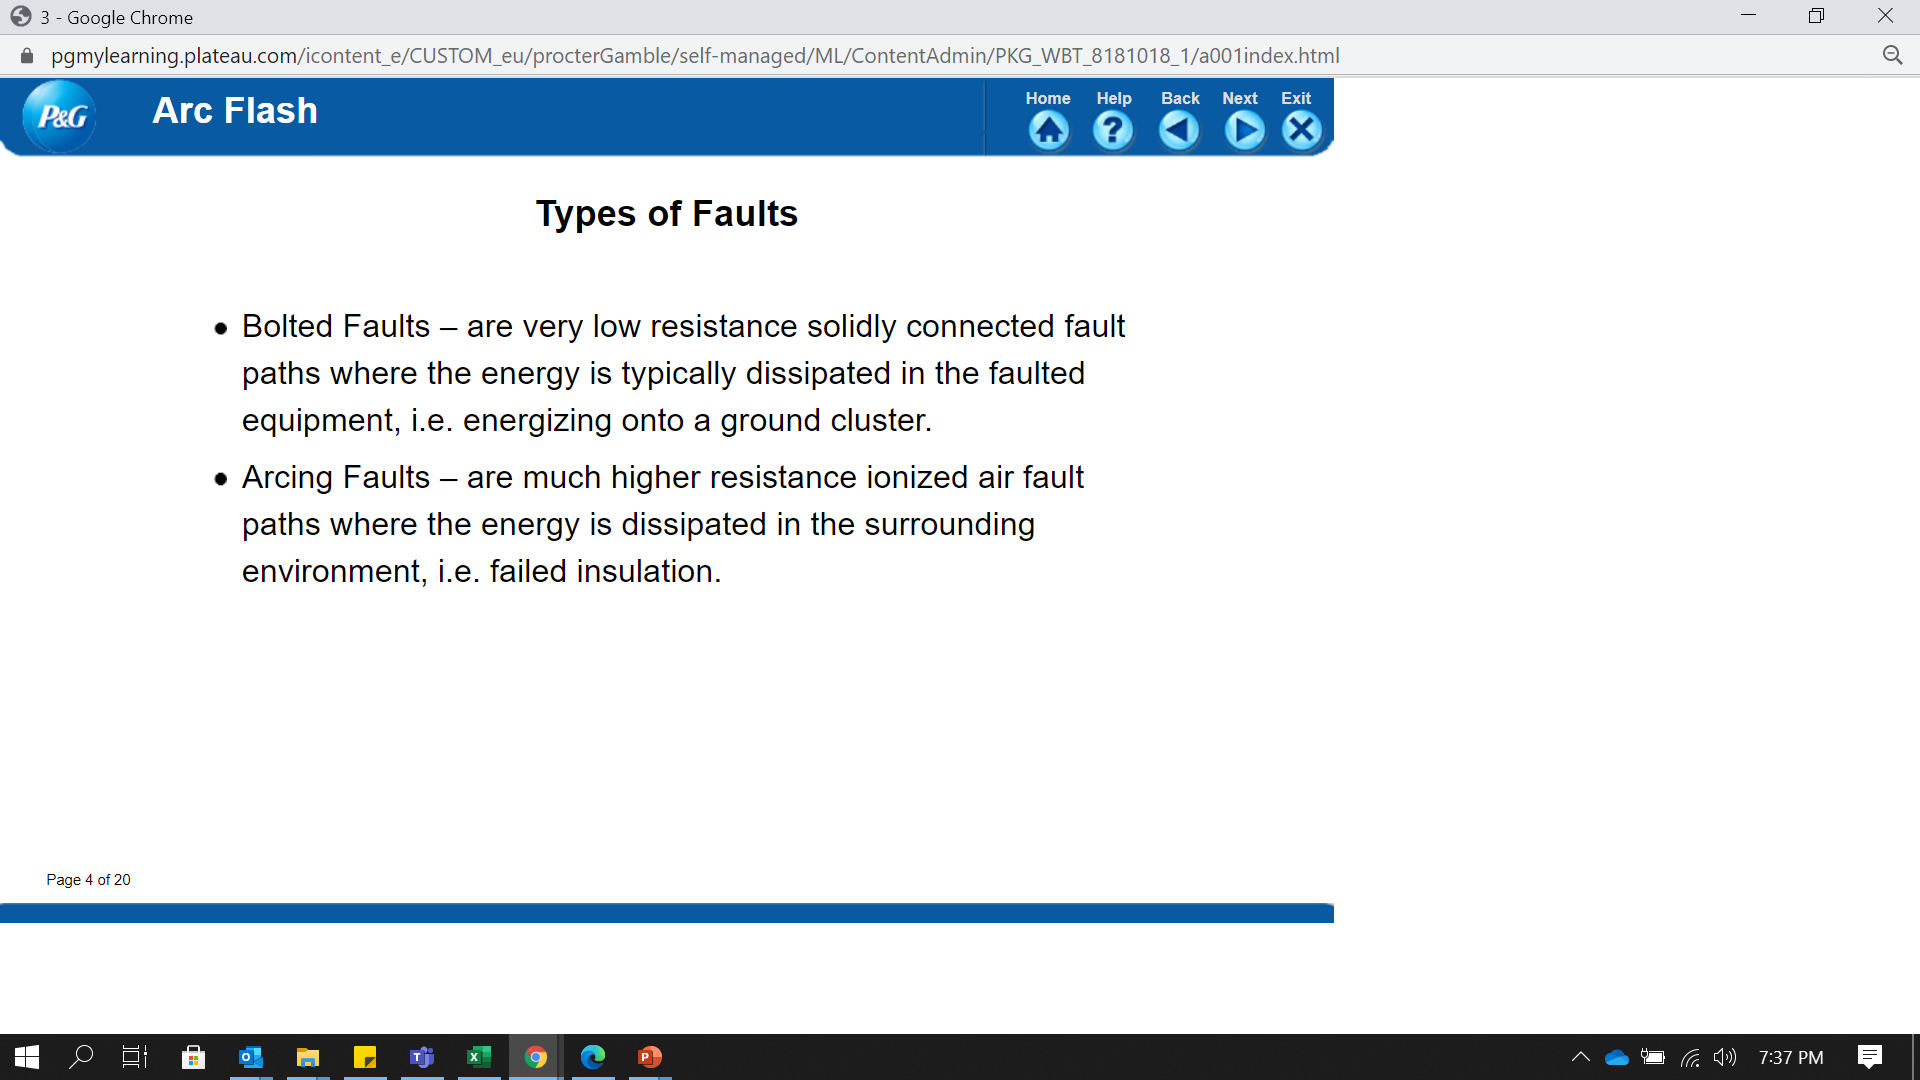 3 - Google Chrome
pgmylearning.plateau.com/icontent_e/CUSTOM_eu/procterGamble/self-managed/ML/ContentAdmin/PKG_WBT_8181018_1/a001index.html
P&G
Arc Flash
Home Help Back Next Exit
Types of Faults
• Bolted Faults – are very low resistance solidly connected fault
paths where the energy is typically dissipated in the faulted
equipment, i.e. energizing onto a ground cluster.
• Arcing Faults – are much higher resistance ionized air fault
paths where the energy is dissipated in the surrounding
environment, i.e. failed insulation.
Page 4 of 20
7:37 PM